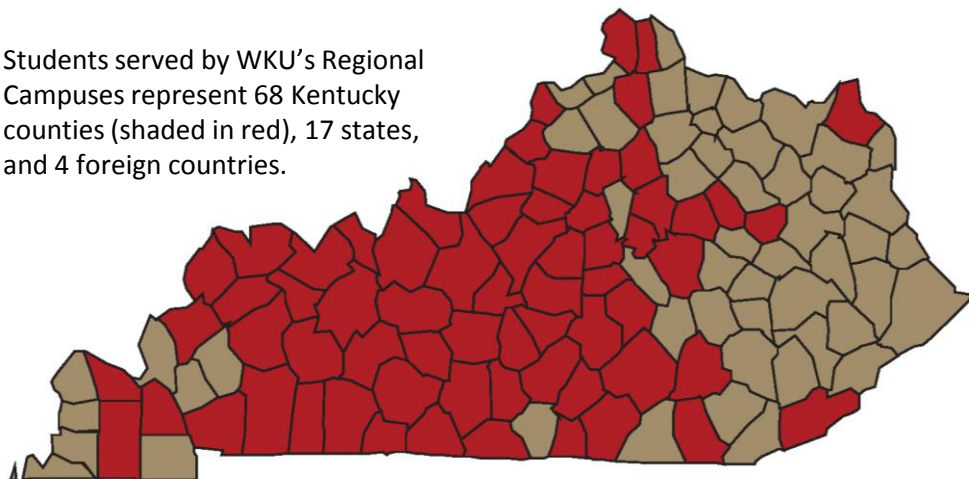 Students served by WKU’s Regional
Campuses represent 68 Kentucky
counties (shaded in red), 17 states,
and 4 foreign countries.